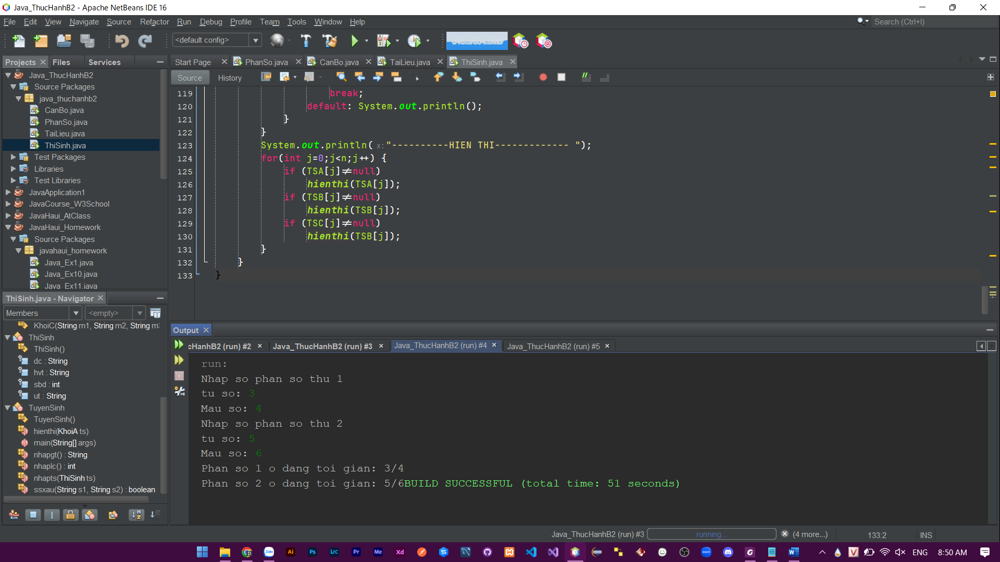 Java_ThucHanhB2 - Apache NetBeans IDE 16
File Edit View Navigate Source Refactor Run Debug Profile Team Tools Window Help
Search (Ctrl+I)
<default config>
Projects Files Services
Java_ThucHanhB2
Source Packages
java_thuchanhb2
CanBo.java
PhanSo.java
TaiLieu.java
ThiSinh.java
Test Packages
Libraries
Test Libraries
JavaApplication1
JavaCourse_W3School
JavaHaui_AtClass
JavaHaui_Homework
Source Packages
javahaui_homework
Java_Ex1.java
Java_Ex10.java
Java_Ex11.java
ThiSinh.java - Navigator
Members <empty>
KhoiC(String m1, String m2, String m3
ThiSinh
ThiSinh()
dc : String
hvt : String
sbd : int
ut : String
TuyenSinh
TuyenSinh()
hienthi(KhoiA ts)
main(String[] args)
nhapgt() : String
nhaplc() : int
nhapts(ThiSinh ts)
ssxau(String s1, String s2) : boolean
Start Page PhanSo.java CanBo.java TaiLieu.java ThiSinh.java
Source History
119 break;
120 default: System.out.println();
121 }
122 }
123 System.out.println( x: "----------HIEN THI------------- ");
124 for(int j=0;j<n;j++) {
125 if (TSA[j]≠null)
126 hienthi(TSA[j]);
127 if (TSB[j]≠null)
128 hienthi(TSB[j]);
129 if (TSC[j]≠null)
130 hienthi(TSB[j]);
131 }
132 }
133 }
Output
cHanhB2 (run) #2 Java_ThucHanhB2 (run) #3 Java_ThucHanhB2 (run) #4 Java_ThucHanhB2 (run) #5
run:
Nhap so phan so thu 1
tu so: 3
Mau so: 4
Nhap so phan so thu 2
tu so: 5
Mau so: 6
Phan so 1 o dang toi gian: 3/4
Phan so 2 o dang toi gian: 5/6BUILD SUCCESSFUL (total time: 51 seconds)
Java_ThucHanhB2 (run) #3 running... (4 more...) 133:2 INS
Zalo Ai Ps LrC Pr Me Xd zoom V ENG 8:50 AM